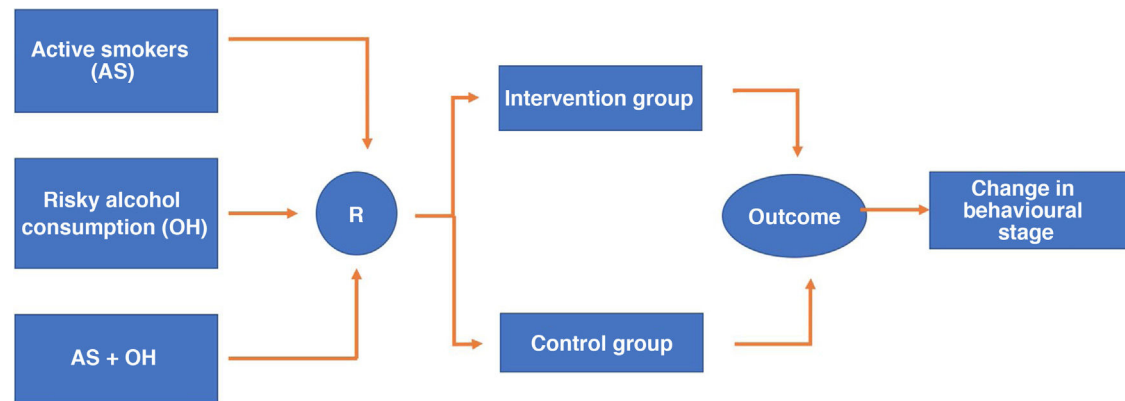 Active smokers
(AS)
Risky alcohol
consumption (OH)
AS + OH
R
Intervention group
Control group
Outcome
Change in
behavioural
stage